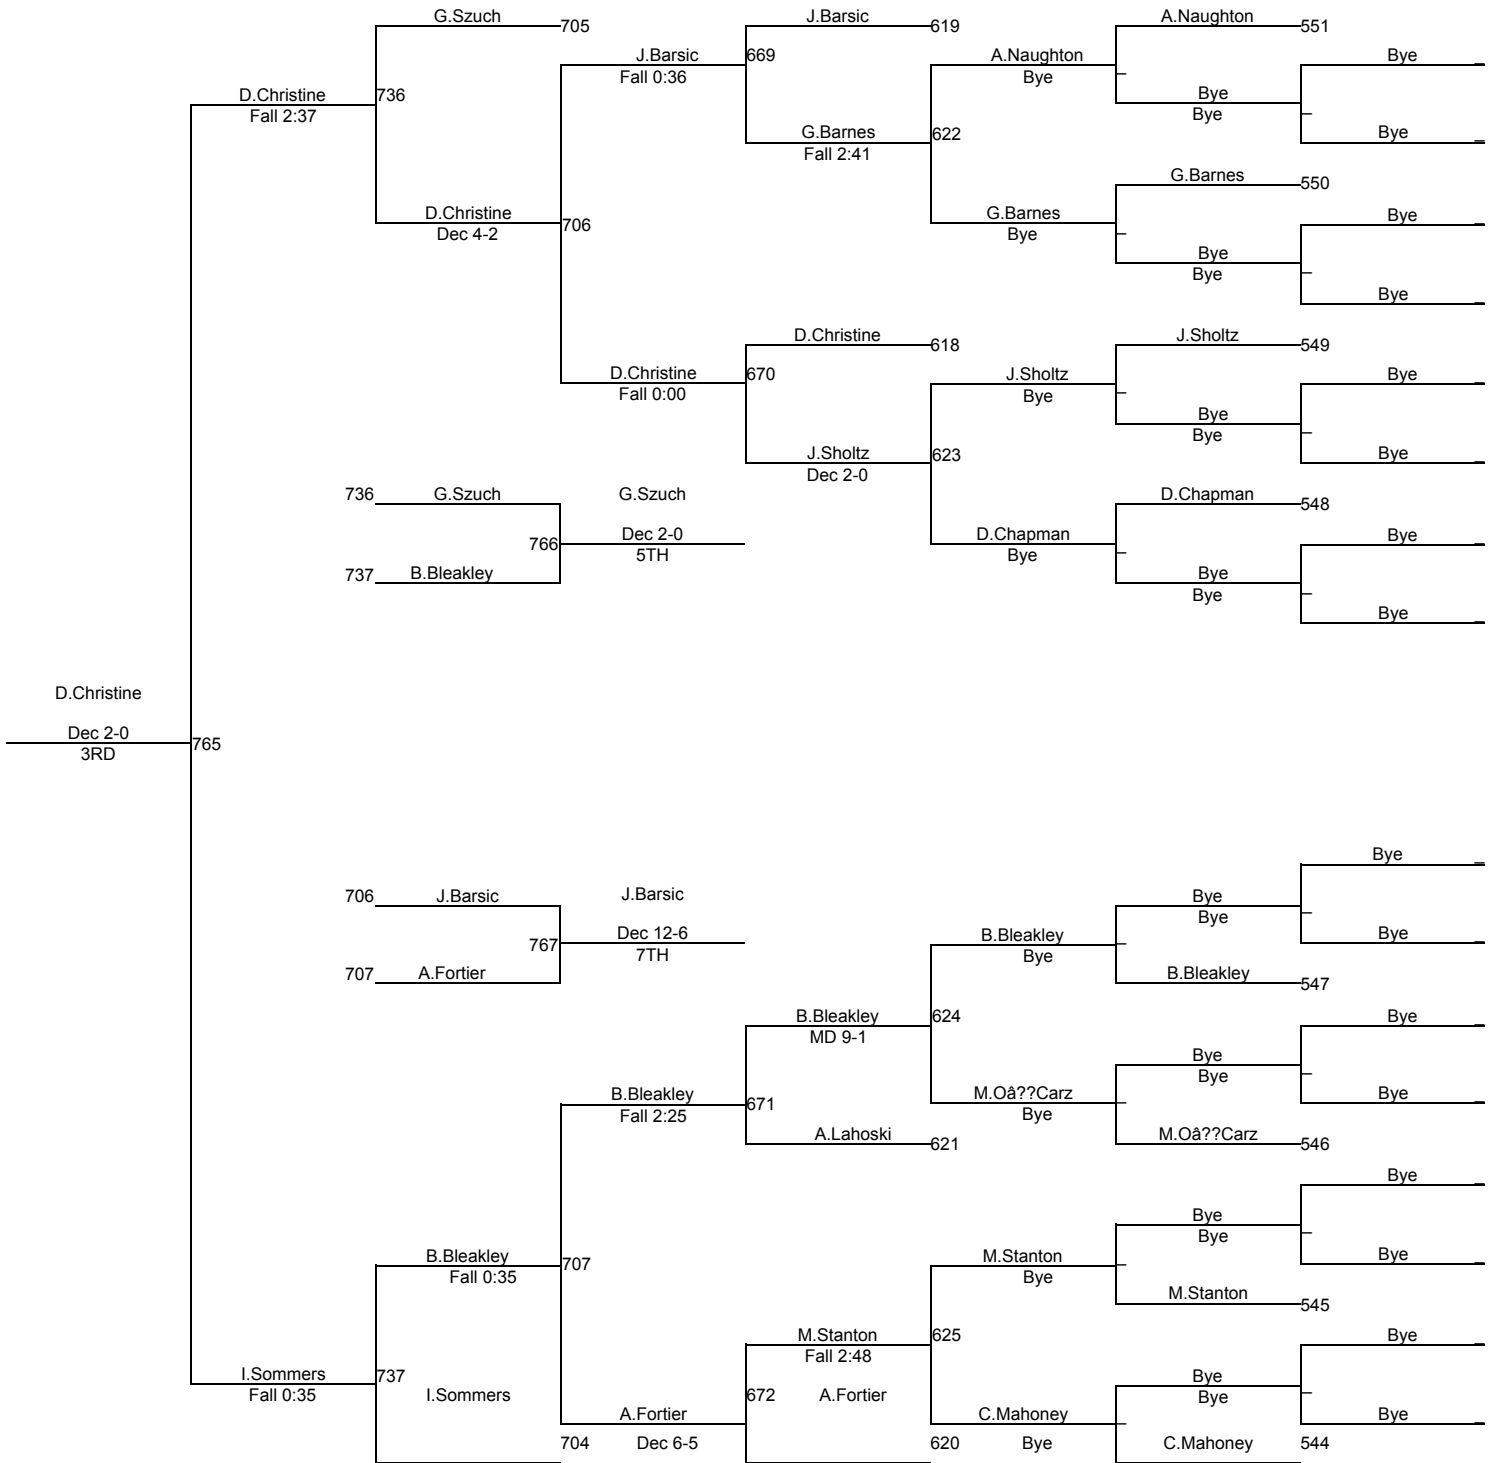 G.Szuch 705 J.Barsic 619 A.Naughton 551
J.Barsic 669 A.Naughton Bye _
Fall 0:36 Bye _
D.Christine 736 Bye
Fall 2:37 Bye _
G.Barnes 622 Bye _
Fall 2:41
G.Barnes 550
D.Christine 706 G.Barnes Bye _
Dec 4-2 Bye _
Bye
Bye _
Bye _
D.Christine 618 J.Sholtz 549
D.Christine 670 J.Sholtz Bye _
Fall 0:00 Bye _
Bye
Bye _
J.Sholtz 623 Bye _
Dec 2-0
736 G.Szuch G.Szuch D.Chapman 548
766 Dec 2-0 D.Chapman Bye _
5TH Bye _
737 B.Bleakley Bye
Bye _
Bye _
D.Christine
Dec 2-0 765
3RD
Bye _
706 J.Barsic J.Barsic Bye
Bye _
767 Dec 12-6 B.Bleakley Bye _
7TH Bye _
707 A.Fortier B.Bleakley 547
B.Bleakley 624 Bye _
MD 9-1
Bye
Bye _
B.Bleakley 671 M.Oâ??Carz Bye _
Fall 2:25 Bye _
A.Lahoski 621 M.Oâ??Carz 546
Bye _
Bye
Bye _
B.Bleakley 707 M.Stanton Bye _
Fall 0:35 Bye _
M.Stanton 545
M.Stanton 625 Bye _
Fall 2:48
I.Sommers 737 Bye
Fall 0:35 I.Sommers 672 A.Fortier Bye _
A.Fortier C.Mahoney Bye _
704 Dec 6-5 620 Bye _ C.Mahoney 544